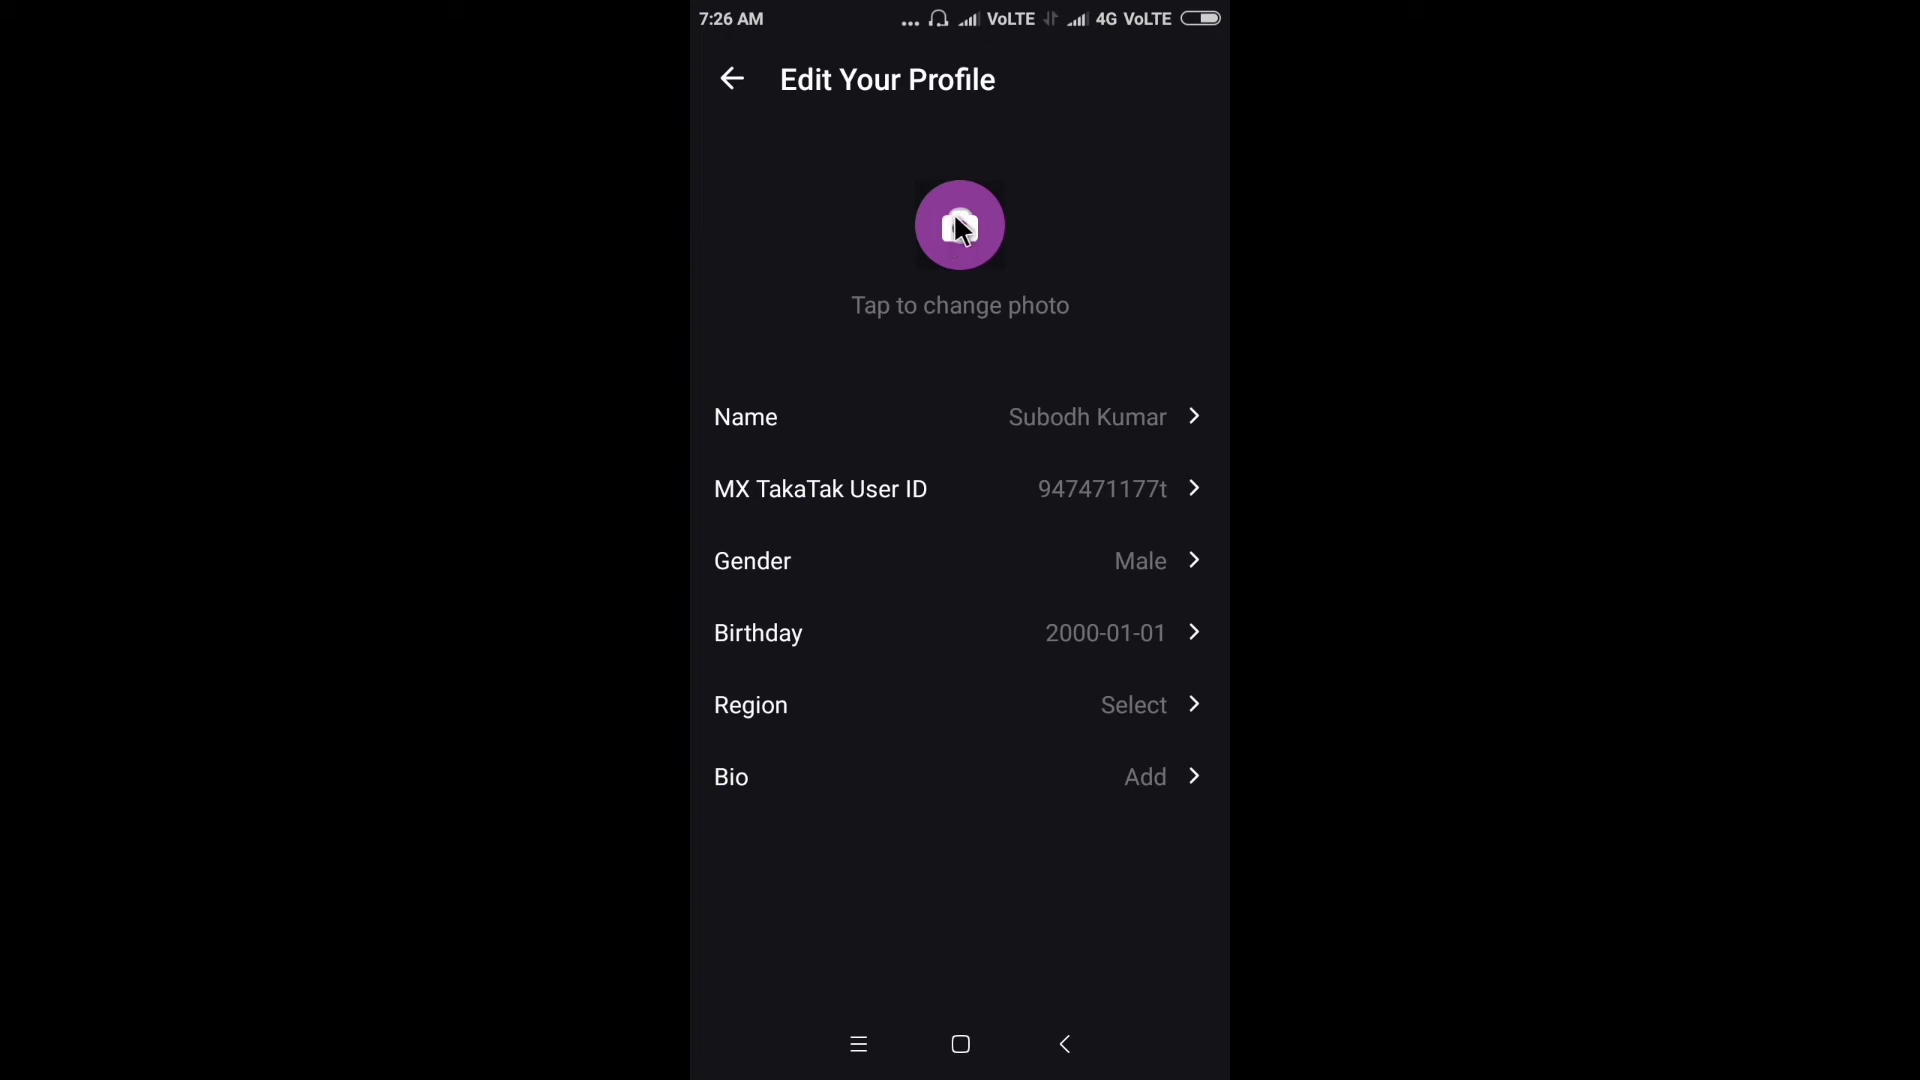 7:26 AM ... VoLTE 4G VoLTE
Edit Your Profile
Tap to change photo
Name Subodh Kumar
MX TakaTak User ID 947471177t
Gender Male
Birthday 2000-01-01
Region Select
Bio Add